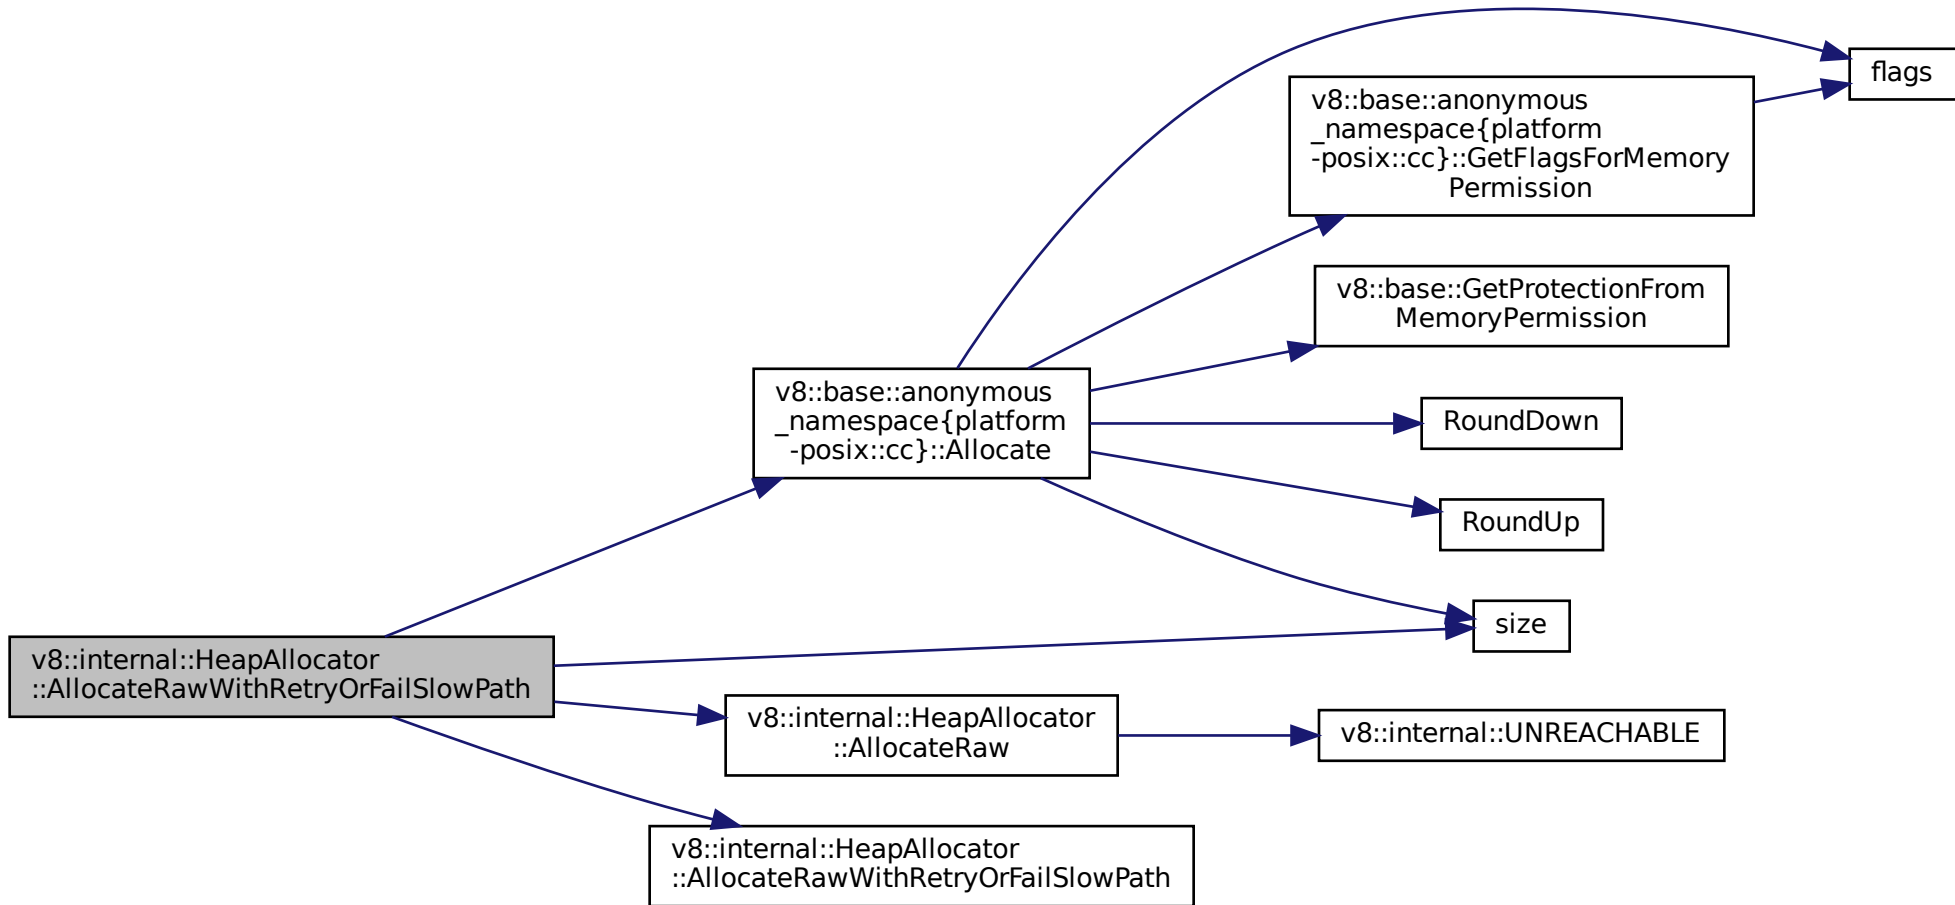 flags
v8::base::anonymous
_namespace{platform
-posix::cc}::GetFlagsForMemory
Permission
v8::base::GetProtectionFrom
MemoryPermission
v8::base::anonymous
_namespace{platform
-posix::cc}::Allocate
RoundDown
RoundUp
size
v8::internal::HeapAllocator
::AllocateRawWithRetryOrFailSlowPath
v8::internal::HeapAllocator
::AllocateRaw
v8::internal::UNREACHABLE
v8::internal::HeapAllocator
::AllocateRawWithRetryOrFailSlowPath